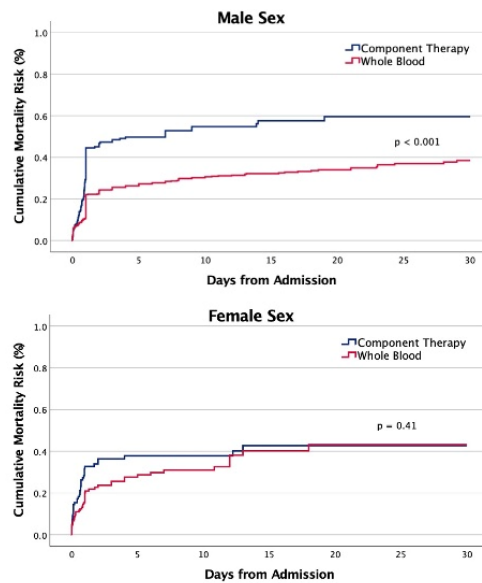 Male Sex
1.0
0.8
0.6
0.4
0.2
0.0
Cumulative Mortality Risk (%)
Component Therapy
Whole Blood
p < 0.001
0 5 10 15 20 25 30
Days from Admission
Female Sex
1.0
0.8
0.6
0.4
0.2
0.0
Cumulative Mortality Risk (%)
Component Therapy
Whole Blood
p = 0.41
0 5 10 15 20 25 30
Days from Admission